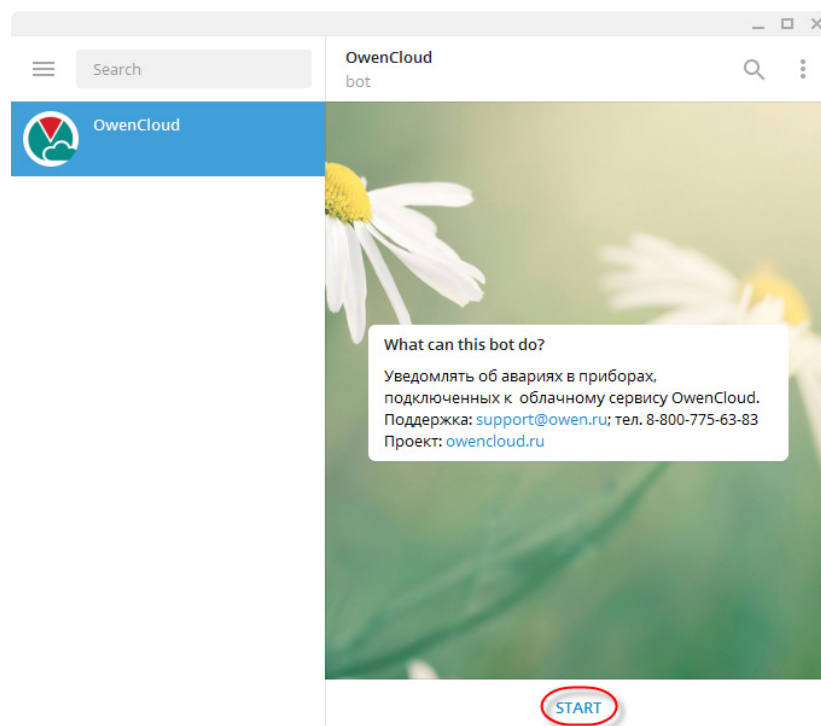 Search
OwenCloud
OwenCloud
bot
What can this bot do?
Уведомлять об авариях в приборах,
подключенных к облачному сервису OwenCloud.
Поддержка: support@owen.ru; тел. 8-800-775-63-83
Проект: owencloud.ru
START